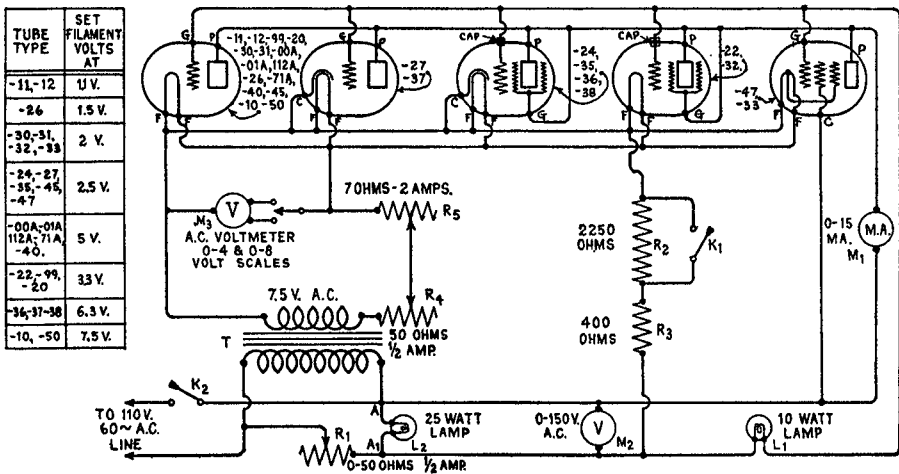 TUBE TYPE
SET FILAMENT VOLTS AT
-11,-12
1.1 V.
-26
1.5 V.
-30,-31,
-32,-33
2 V.
-24,-27,
-35,-45,
-47
2.5 V.
-00A,-01A
112A,-71A,
-40.
5 V.
-22,-99,
-20
3.3 V.
-36,-37-38
6.3 V.
-10, -50
7.5 V.
G
P
-11,-12-99-20,
-30,-31,-00A,
-01A,112A,
-26,-71A,
-40,-45,
-10,-50
F
F
G
P
-27,
-37
C
F
F
CAP
P
-24,
-35,
-36,
-38
C
F
F
G
CAP
P
-22,
-32,
F
F
G
G
P
-47
-33
F
F
C
7 OHMS-2 AMPS.
R5
V
M3
A.C. VOLTMETER
0-4 & 0-8
VOLT SCALES
2250
OHMS
R2
K1
0-15
MA.
M.A.
M1
7.5 V. A.C.
R4
T
50 OHMS
1/2 AMP.
400
OHMS
R3
K2
TO 110 V.
60~ A.C.
LINE
A
25 WATT
LAMP
A1
L2
R1
0-50 OHMS 1/2 AMP.
0-150V.
A.C.
V
M2
10 WATT
LAMP
L1